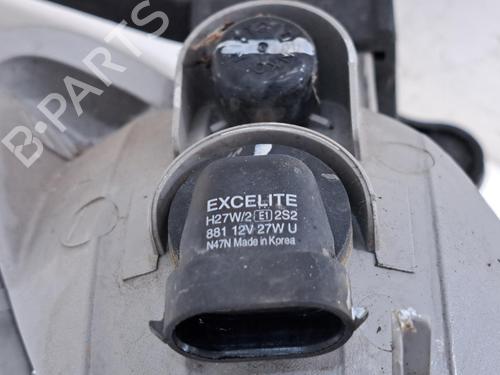 B-PARTS
EXCELITE
H27W/2 E1 2S2
881 12V 27W U
N47N Made in Korea